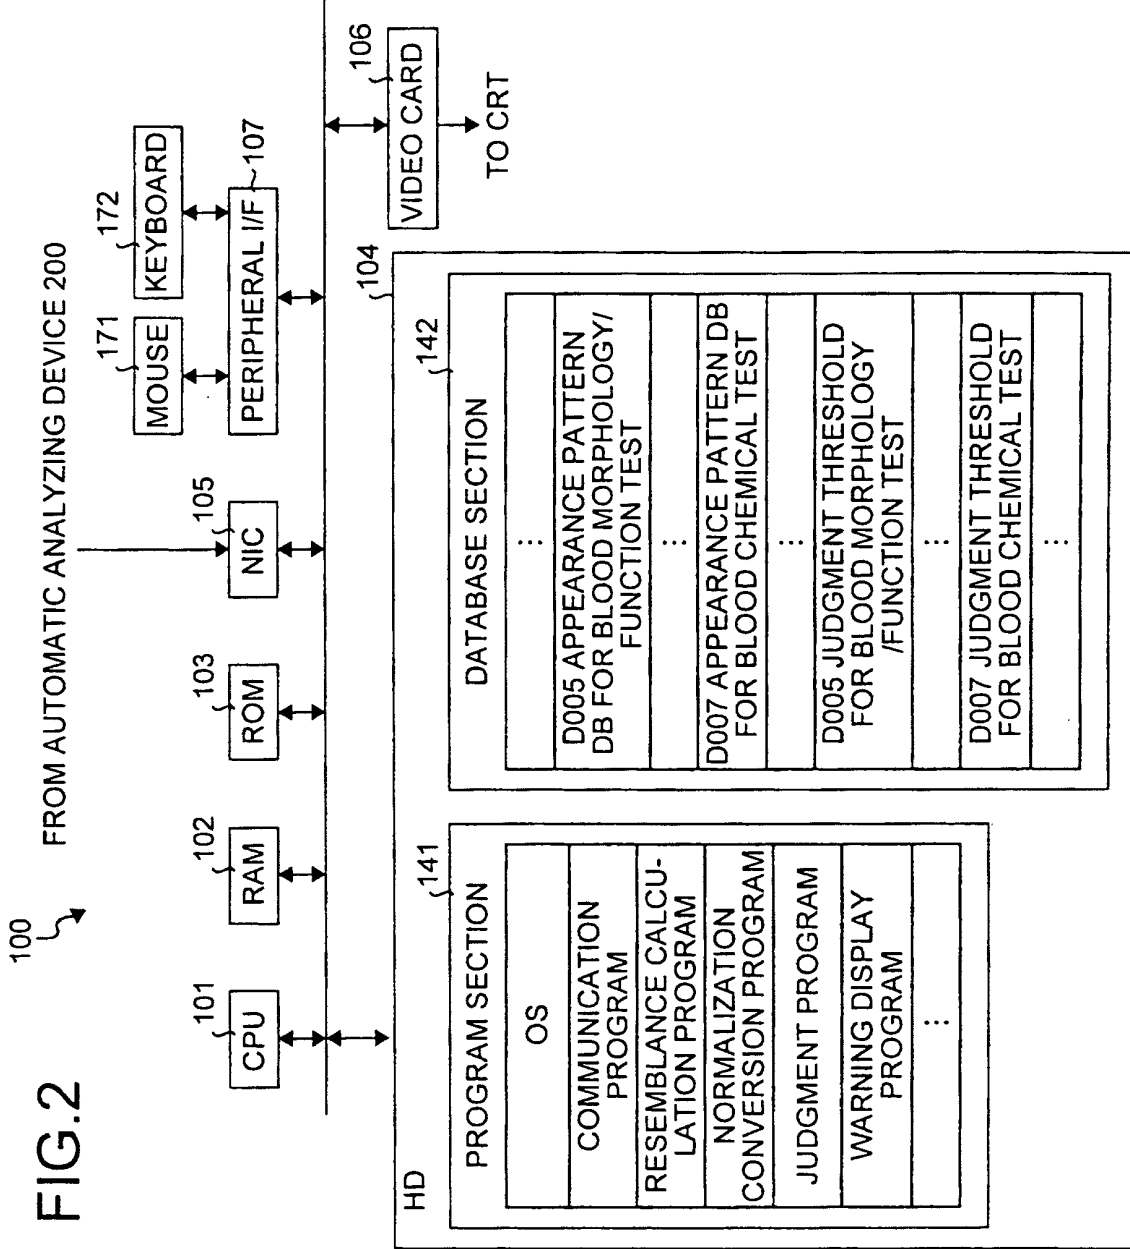 FIG.2
100
FROM AUTOMATIC ANALYZING DEVICE 200
101
CPU
102
RAM
103
ROM
105
NIC
171
MOUSE
172
KEYBOARD
PERIPHERAL I/F
107
106
VIDEO CARD
TO CRT
104
HD
141
PROGRAM SECTION
OS
COMMUNICATION
PROGRAM
RESEMBLANCE CALCU-
LATION PROGRAM
NORMALIZATION
CONVERSION PROGRAM
JUDGMENT PROGRAM
WARNING DISPLAY
PROGRAM
...
142
DATABASE SECTION
...
D005 APPEARANCE PATTERN
DB FOR BLOOD MORPHOLOGY/
FUNCTION TEST
...
D007 APPEARANCE PATTERN DB
FOR BLOOD CHEMICAL TEST
...
D005 JUDGMENT THRESHOLD
FOR BLOOD MORPHOLOGY
/FUNCTION TEST
...
D007 JUDGMENT THRESHOLD
FOR BLOOD CHEMICAL TEST
...